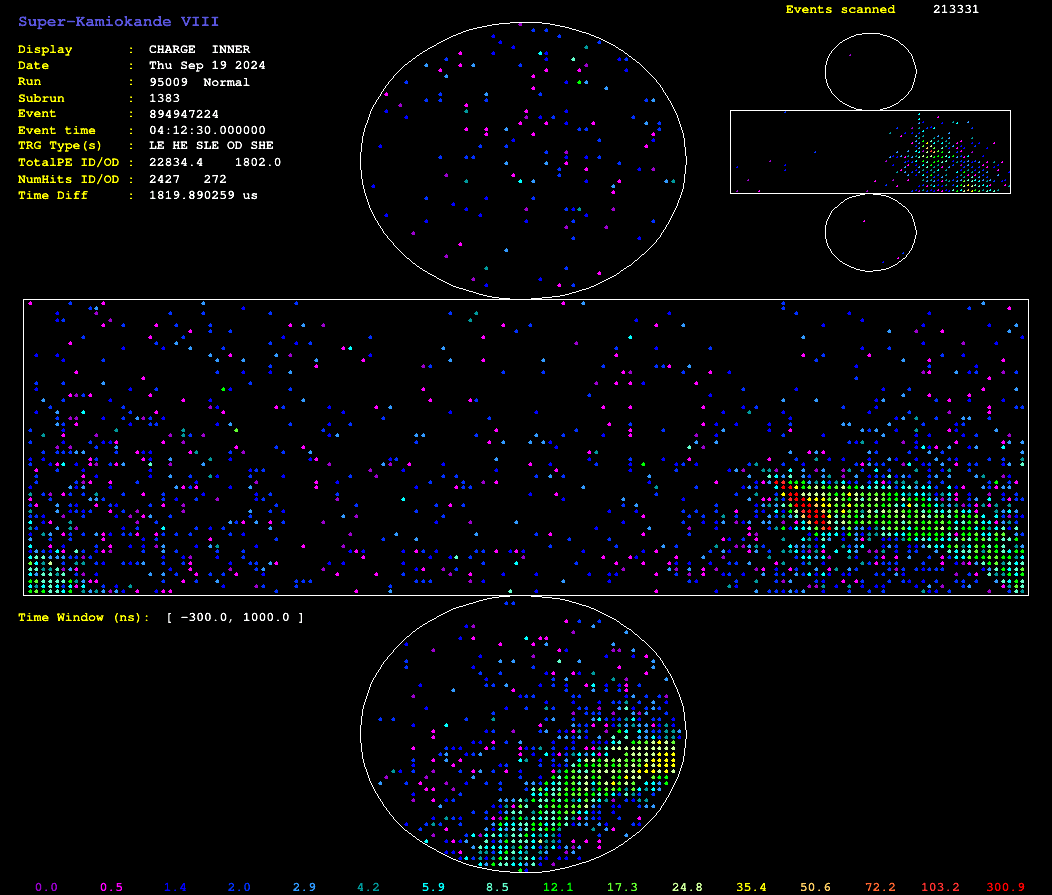 Super-Kamiokande VIII
Events scanned 213331
Display : CHARGE INNER
Date : Thu Sep 19 2024
Run : 95009 Normal
Subrun : 1383
Event : 894947224
Event time : 04:12:30.000000
TRG Type(s) : LE HE SLE OD SHE
TotalPE ID/OD : 22834.4 1802.0
NumHits ID/OD : 2427 272
Time Diff : 1819.890259 us
Time Window (ns): [ -300.0, 1000.0 ]
0.0 0.5 1.4 2.0 2.9 4.2 5.9 8.5 12.1 17.3 24.8 35.4 50.6 72.2 103.2 300.9